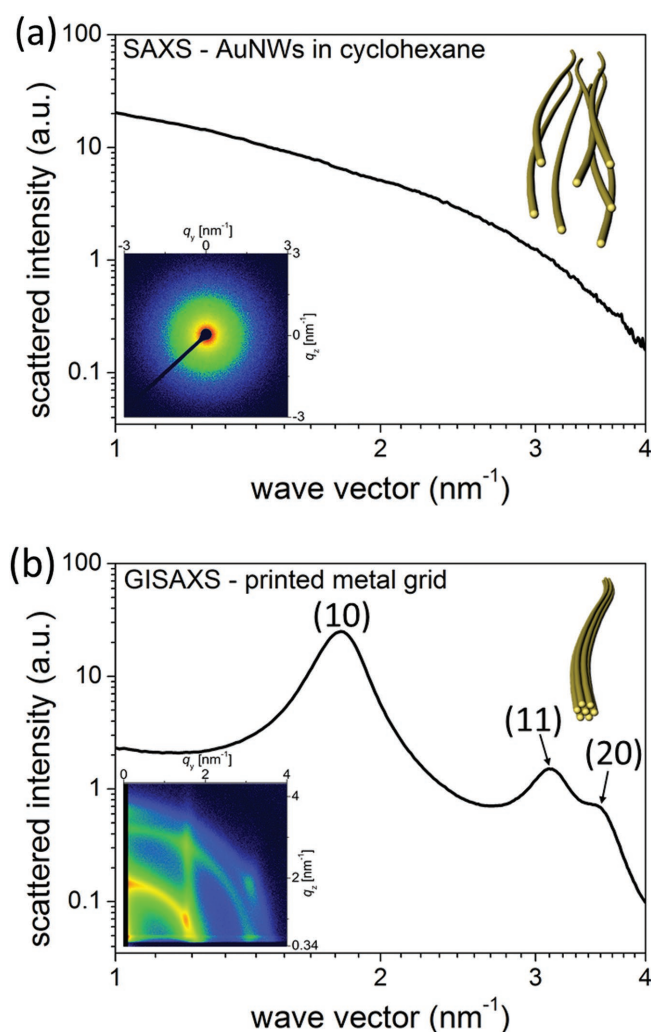 (a)
SAXS - AuNWs in cyclohexane
scattered intensity (a.u.)
100
10
1
0.1
q_y [nm^-1]
-3 0 3
-3
0
q_z [nm^-1]
-3
1 2 3 4
wave vector (nm^-1)
(b)
GISAXS - printed metal grid
scattered intensity (a.u.)
100
10
1
0.1
(10)
(11)
(20)
q_y [nm^-1]
0 2 4
4
2
q_z [nm^-1]
0.34
1 2 3 4
wave vector (nm^-1)